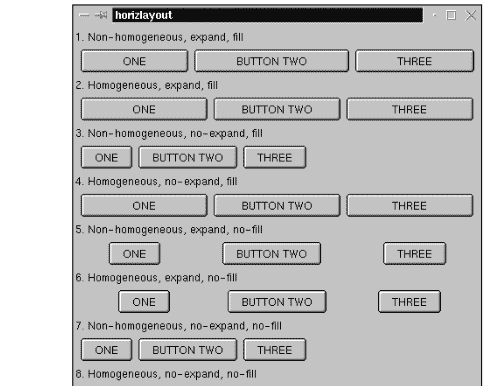 horizlayout
1. Non-homogeneous, expand, fill
ONE BUTTON TWO THREE
2. Homogeneous, expand, fill
ONE BUTTON TWO THREE
3. Non-homogeneous, no-expand, fill
ONE BUTTON TWO THREE
4. Homogeneous, no-expand, fill
ONE BUTTON TWO THREE
5. Non-homogeneous, expand, no-fill
ONE BUTTON TWO THREE
6. Homogeneous, expand, no-fill
ONE BUTTON TWO THREE
7. Non-homogeneous, no-expand, no-fill
ONE BUTTON TWO THREE
8. Homogeneous, no-expand, no-fill